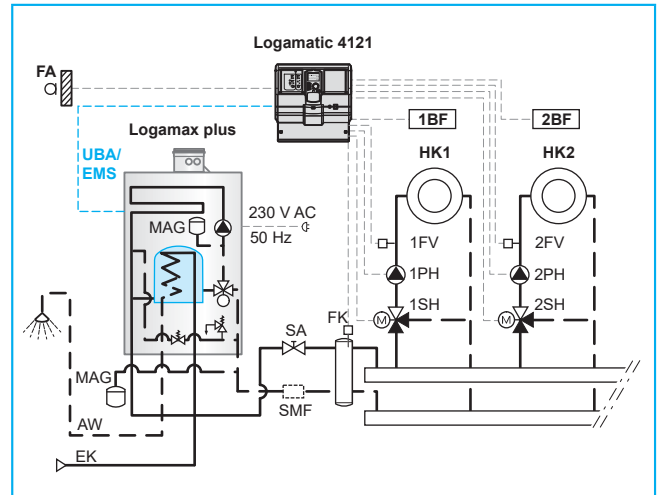 Logamatic 4121
FA
1BF
2BF
Logamax plus
HK1
HK2
UBA/
EMS
MAG
230 V AC
50 Hz
1FV
2FV
1PH
2PH
1SH
2SH
M
M
SA
FK
MAG
SMF
AW
EK